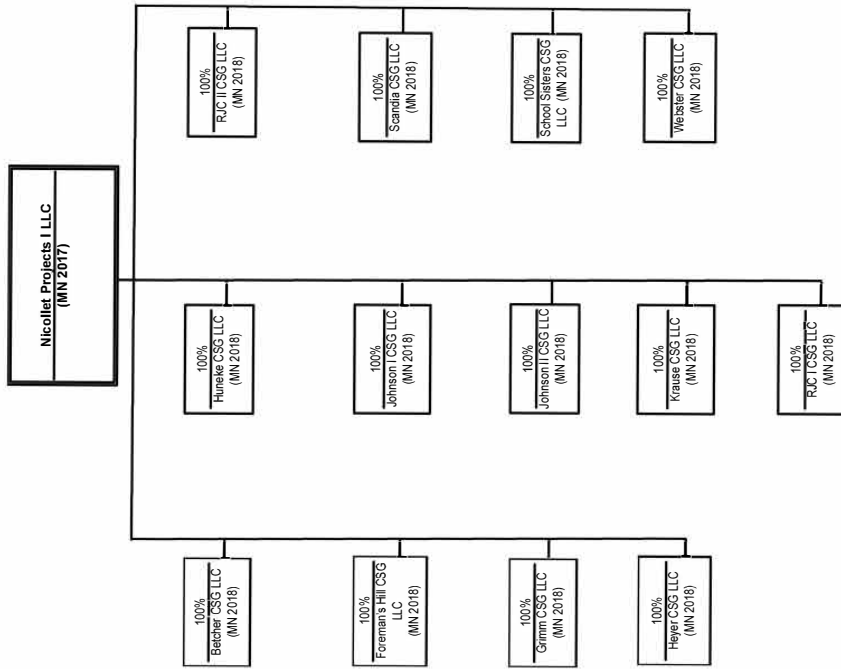 Nicollet Projects I LLC
(MN 2017)
100%
Betcher CSG LLC
(MN 2018)
100%
Foreman's Hill CSG
LLC
(MN 2018)
100%
Grimm CSG LLC
(MN 2018)
100%
Heyer CSG LLC
(MN 2018)
100%
Huneke CSG LLC
(MN 2018)
100%
Johnson I CSG LLC
(MN 2018)
100%
Johnson II CSG LLC
(MN 2018)
100%
Krause CSG LLC
(MN 2018)
100%
RJC I CSG LLC
(MN 2018)
100%
RJC II CSG LLC
(MN 2018)
100%
Scandia CSG LLC
(MN 2018)
100%
School Sisters CSG
LLC (MN 2018)
100%
Webster CSG LLC
(MN 2018)